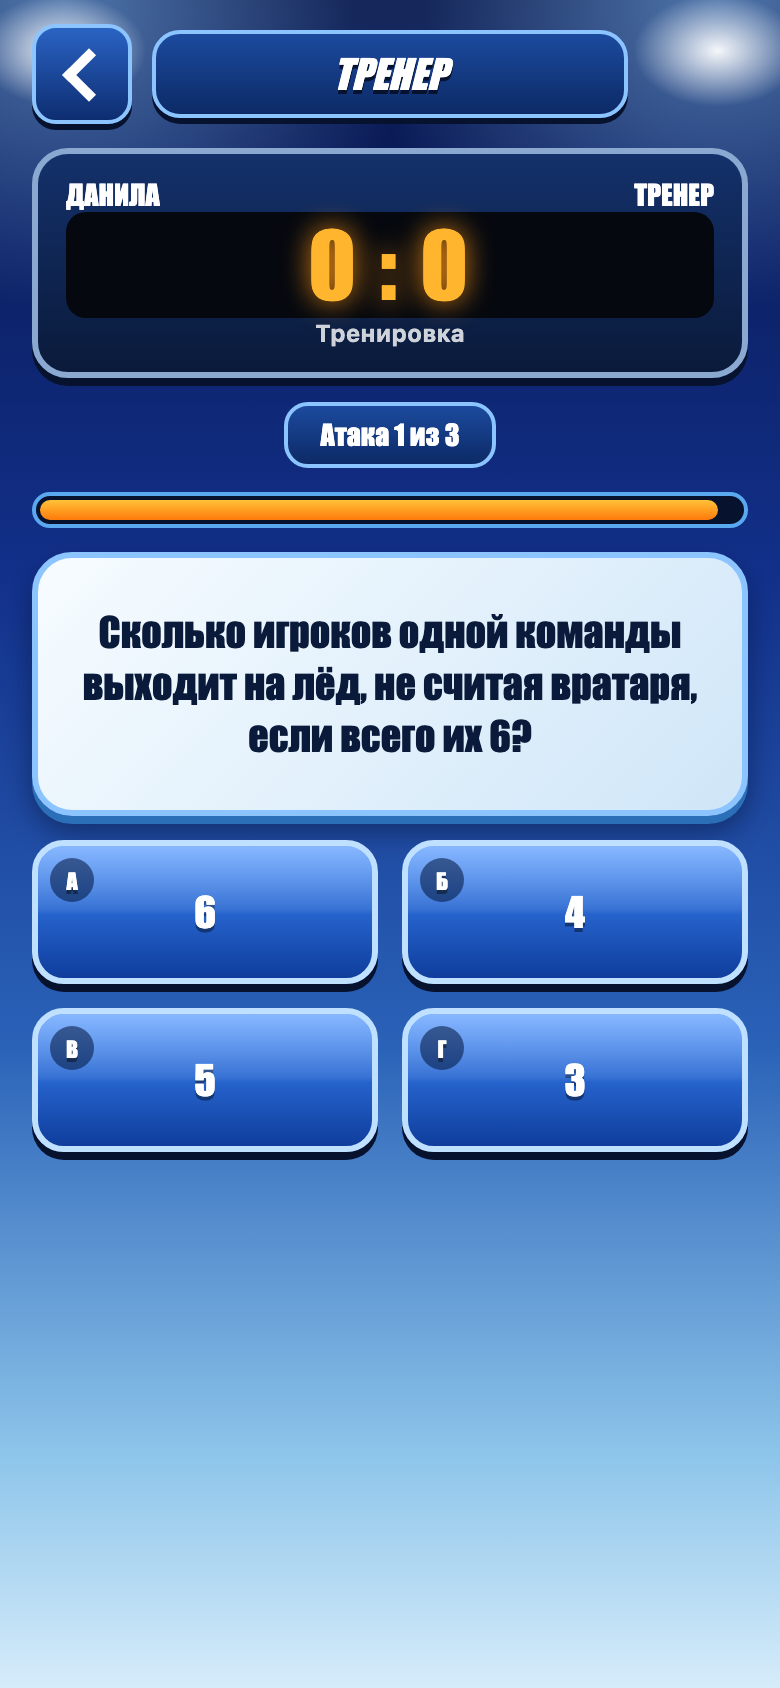 ТРЕНЕР
ДАНИЛА
ТРЕНЕР
0 : 0
Тренировка
Атака 1 из 3
Сколько игроков одной команды
выходит на лёд, не считая вратаря,
если всего их 6?
А
6
Б
4
В
5
Г
3